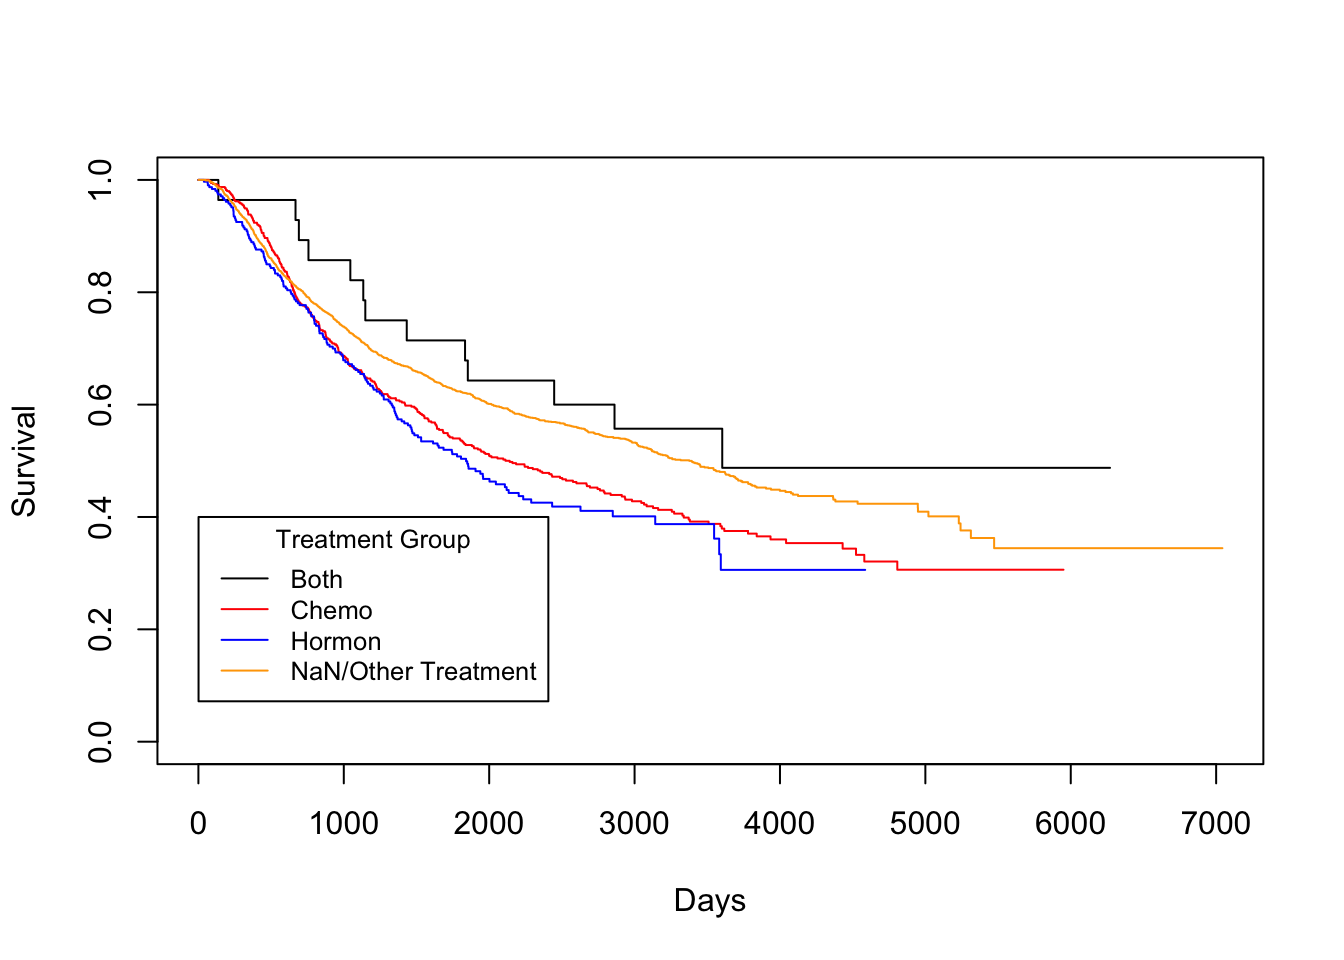 Survival
1.0
0.8
0.6
0.4
0.2
0.0
Treatment Group
Both
Chemo
Hormon
NaN/Other Treatment
0 1000 2000 3000 4000 5000 6000 7000
Days